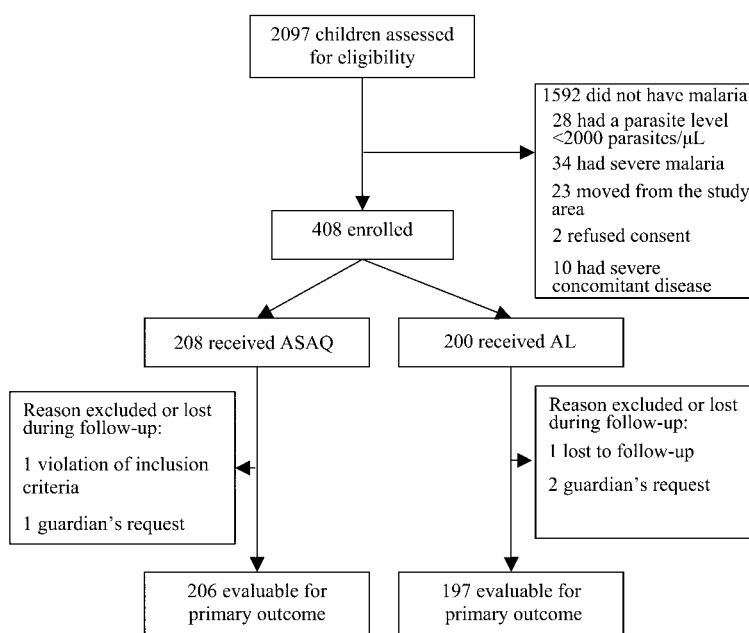 2097 children assessed
for eligibility
1592 did not have malaria
28 had a parasite level
<2000 parasites/μL
34 had severe malaria
23 moved from the study
area
2 refused consent
10 had severe
concomitant disease
408 enrolled
208 received ASAQ
200 received AL
Reason excluded or lost
during follow-up:
1 violation of inclusion
criteria
1 guardian's request
Reason excluded or lost
during follow-up:
1 lost to follow-up
2 guardian's request
206 evaluable for
primary outcome
197 evaluable for
primary outcome